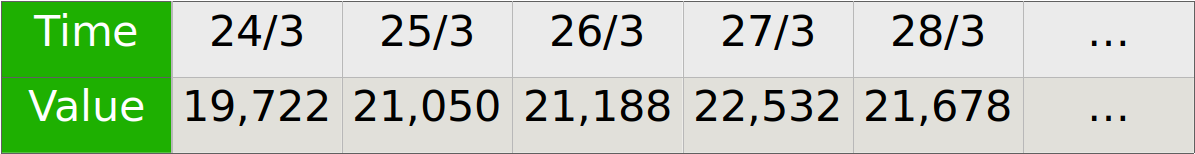 Time 24/3 25/3 26/3 27/3 28/3 ...
Value 19,722 21,050 21,188 22,532 21,678 ...